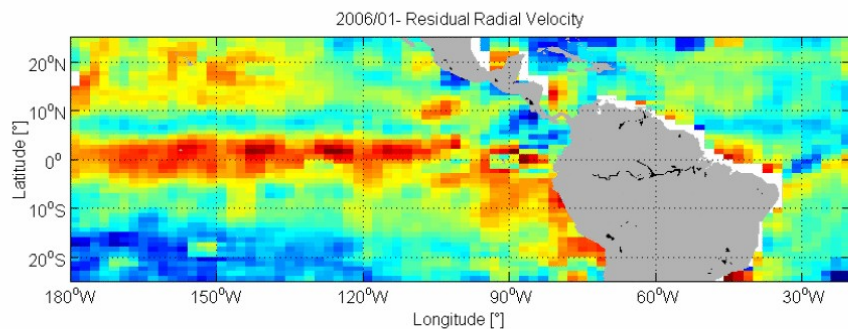 2006/01- Residual Radial Velocity
20°N
10°N
0°
10°S
20°S
Latitude [°]
180°W 150°W 120°W 90°W 60°W 30°W
Longitude [°]